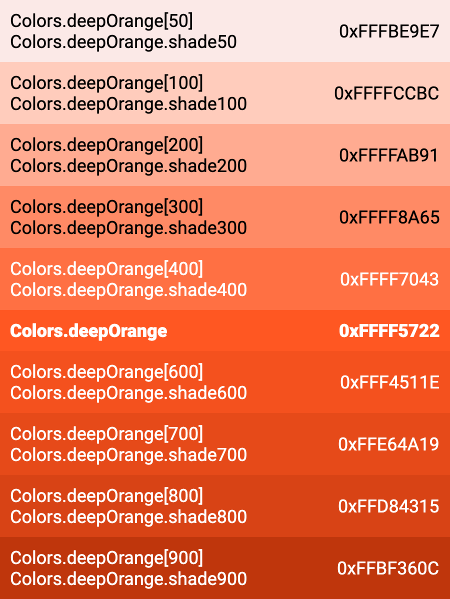 Colors.deepOrange[50]
Colors.deepOrange.shade50
0xFFFBE9E7
Colors.deepOrange[100]
Colors.deepOrange.shade100
0xFFFFCCBC
Colors.deepOrange[200]
Colors.deepOrange.shade200
0xFFFFAB91
Colors.deepOrange[300]
Colors.deepOrange.shade300
0xFFFF8A65
Colors.deepOrange[400]
Colors.deepOrange.shade400
0xFFFF7043
Colors.deepOrange 0xFFFF5722
Colors.deepOrange[600]
Colors.deepOrange.shade600
0xFFF4511E
Colors.deepOrange[700]
Colors.deepOrange.shade700
0xFFE64A19
Colors.deepOrange[800]
Colors.deepOrange.shade800
0xFFD84315
Colors.deepOrange[900]
Colors.deepOrange.shade900
0xFFBF360C